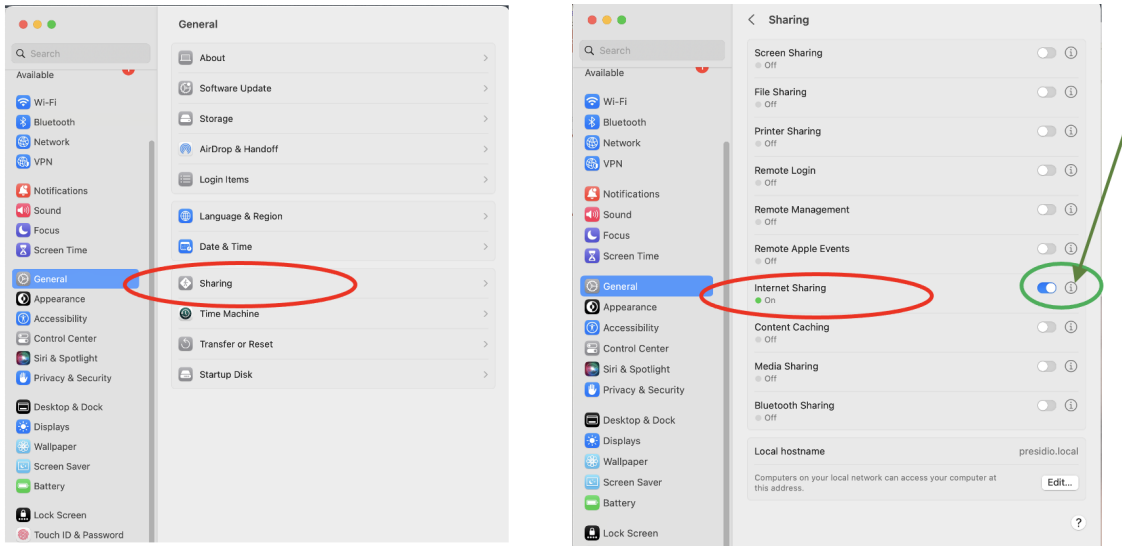 General
Search
Available
Wi-Fi
Bluetooth
Network
VPN
Notifications
Sound
Focus
Screen Time
General
Appearance
Accessibility
Control Center
Siri & Spotlight
Privacy & Security
Desktop & Dock
Displays
Wallpaper
Screen Saver
Battery
Lock Screen
Touch ID & Password
About
Software Update
Storage
AirDrop & Handoff
Login Items
Language & Region
Date & Time
Sharing
Time Machine
Transfer or Reset
Startup Disk
Sharing
Search
Available
Wi-Fi
Bluetooth
Network
VPN
Notifications
Sound
Focus
Screen Time
General
Appearance
Accessibility
Control Center
Siri & Spotlight
Privacy & Security
Desktop & Dock
Displays
Wallpaper
Screen Saver
Battery
Lock Screen
Screen Sharing
Off
File Sharing
Off
Printer Sharing
Off
Remote Login
Off
Remote Management
Off
Remote Apple Events
Off
Internet Sharing
On
Content Caching
Off
Media Sharing
Off
Bluetooth Sharing
Off
Local hostname presidio.local
Computers on your local network can access your computer at
this address.
Edit...
?